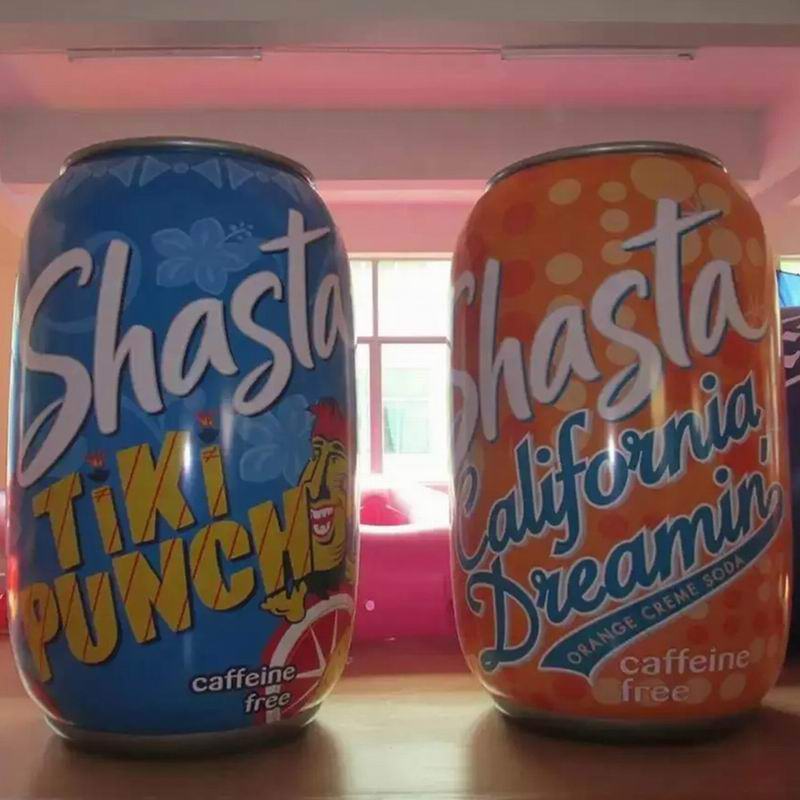 Shasta
TiKi
PUNCH
caffeine
free
Shasta
California
Dreamin'
ORANGE CREME SODA
caffeine
free